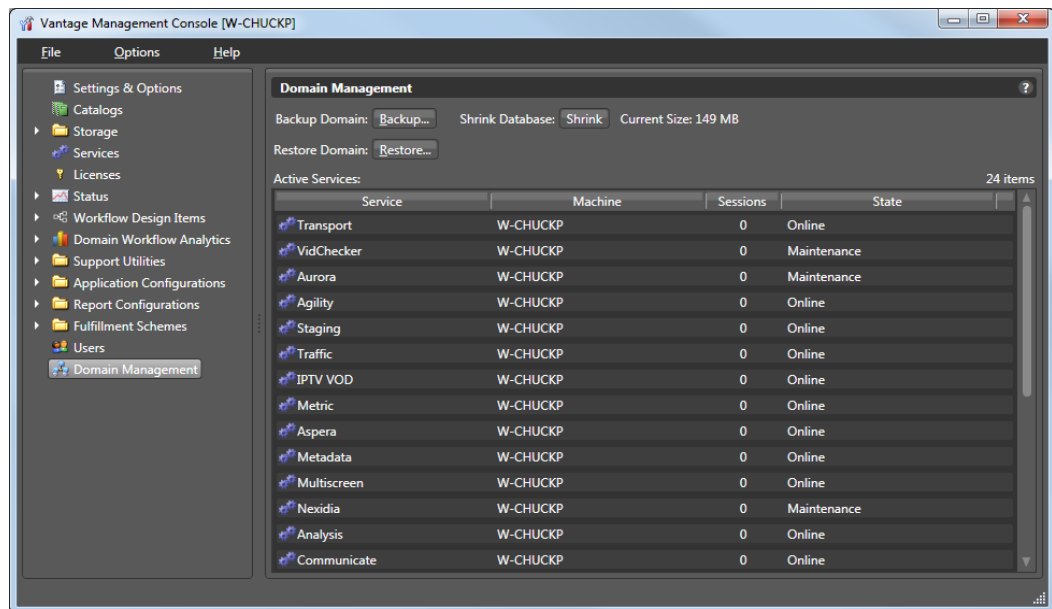 Vantage Management Console [W-CHUCKP]
File Options Help
Settings & Options
Catalogs
Storage
Services
Licenses
Status
Workflow Design Items
Domain Workflow Analytics
Support Utilities
Application Configurations
Report Configurations
Fulfillment Schemes
Users
Domain Management
Domain Management ?
Backup Domain: Backup... Shrink Database: Shrink Current Size: 149 MB
Restore Domain: Restore...
Active Services: 24 items
Service Machine Sessions State
Transport W-CHUCKP 0 Online
VidChecker W-CHUCKP 0 Maintenance
Aurora W-CHUCKP 0 Maintenance
Agility W-CHUCKP 0 Online
Staging W-CHUCKP 0 Online
Traffic W-CHUCKP 0 Online
IPTV VOD W-CHUCKP 0 Online
Metric W-CHUCKP 0 Online
Aspera W-CHUCKP 0 Online
Metadata W-CHUCKP 0 Online
Multiscreen W-CHUCKP 0 Online
Nexidia W-CHUCKP 0 Maintenance
Analysis W-CHUCKP 0 Online
Communicate W-CHUCKP 0 Online